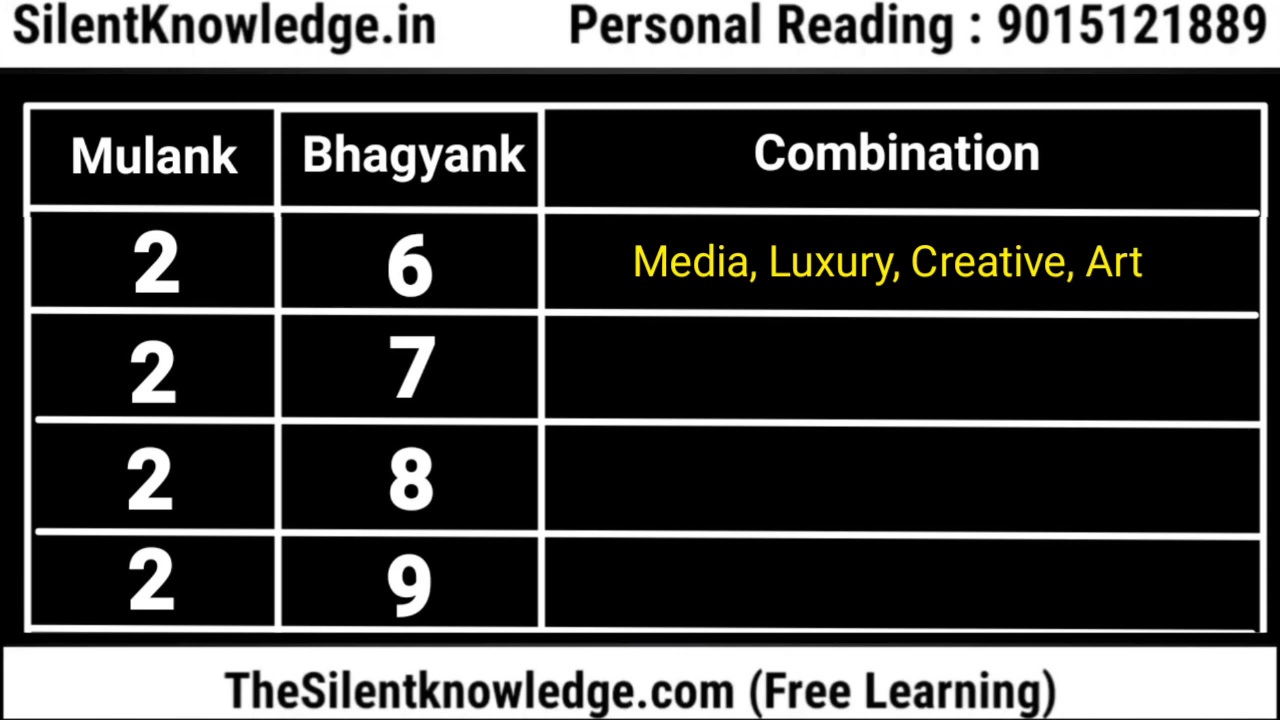 SilentKnowledge.in Personal Reading : 9015121889
Mulank Bhagyank Combination
2 6 Media, Luxury, Creative, Art
2 7
2 8
2 9
TheSilentknowledge.com (Free Learning)